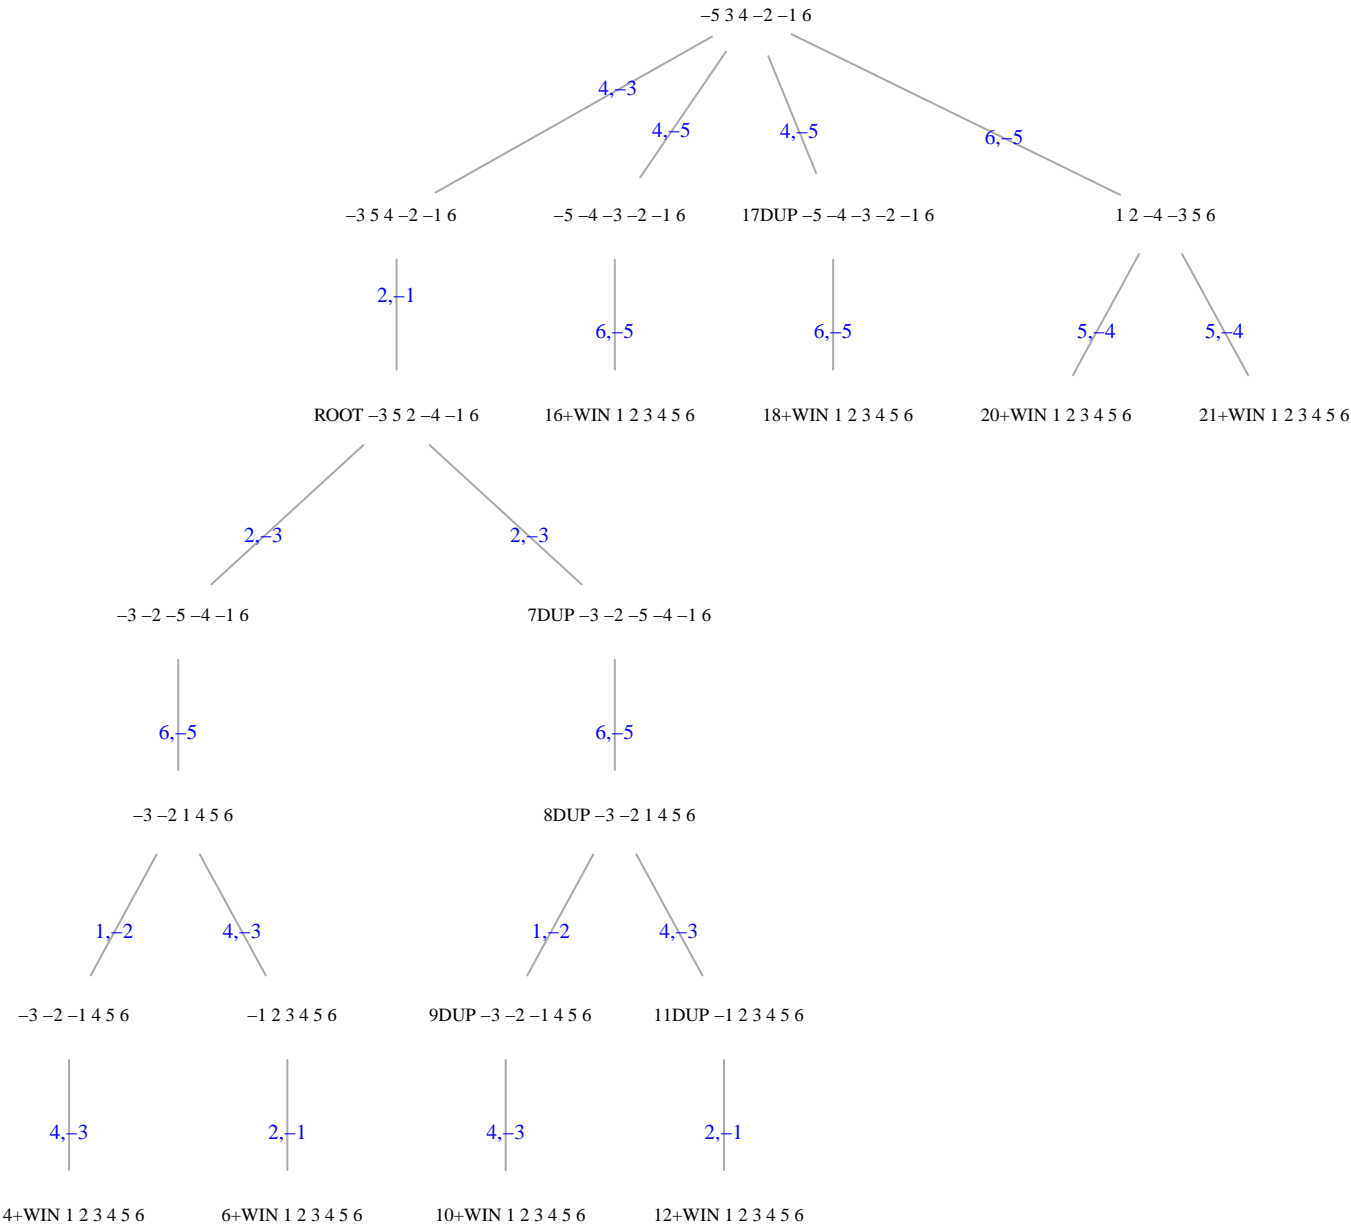 –5 3 4 –2 –1 6
4,–3
4,–5
4,–5
6,–5
–3 5 4 –2 –1 6
–5 –4 –3 –2 –1 6
17DUP –5 –4 –3 –2 –1 6
1 2 –4 –3 5 6
2,–1
6,–5
6,–5
5,–4
5,–4
ROOT –3 5 2 –4 –1 6
16+WIN 1 2 3 4 5 6
18+WIN 1 2 3 4 5 6
20+WIN 1 2 3 4 5 6
21+WIN 1 2 3 4 5 6
2,–3
2,–3
–3 –2 –5 –4 –1 6
7DUP –3 –2 –5 –4 –1 6
6,–5
6,–5
–3 –2 1 4 5 6
8DUP –3 –2 1 4 5 6
1,–2
4,–3
1,–2
4,–3
–3 –2 –1 4 5 6
–1 2 3 4 5 6
9DUP –3 –2 –1 4 5 6
11DUP –1 2 3 4 5 6
4,–3
2,–1
4,–3
2,–1
4+WIN 1 2 3 4 5 6
6+WIN 1 2 3 4 5 6
10+WIN 1 2 3 4 5 6
12+WIN 1 2 3 4 5 6